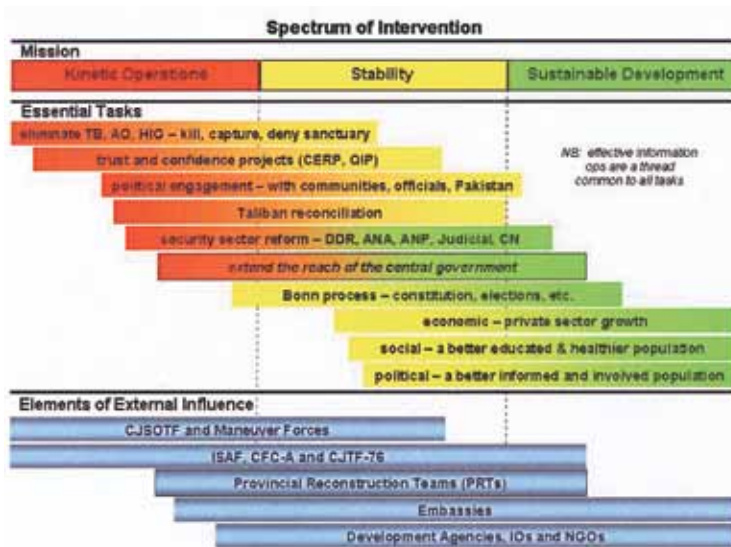 Spectrum of Intervention
Mission
Kinetic Operations
Stability
Sustainable Development
Essential Tasks
eliminate TB, AQ, HIG – kill, capture, deny sanctuary
trust and confidence projects (CERP, QIP)
NB: effective information
ops are a thread
common to all tasks
political engagement – with communities, officials, Pakistan
Taliban reconciliation
security sector reform – DDR, ANA, ANP, Judicial, CN
extend the reach of the central government
Bonn process – constitution, elections, etc.
economic – private sector growth
social – a better educated & healthier population
political – a better informed and involved population
Elements of External Influence
CJSOTF and Maneuver Forces
ISAF, CFC-A and CJTF-76
Provincial Reconstruction Teams (PRTs)
Embassies
Development Agencies, IOs and NGOs